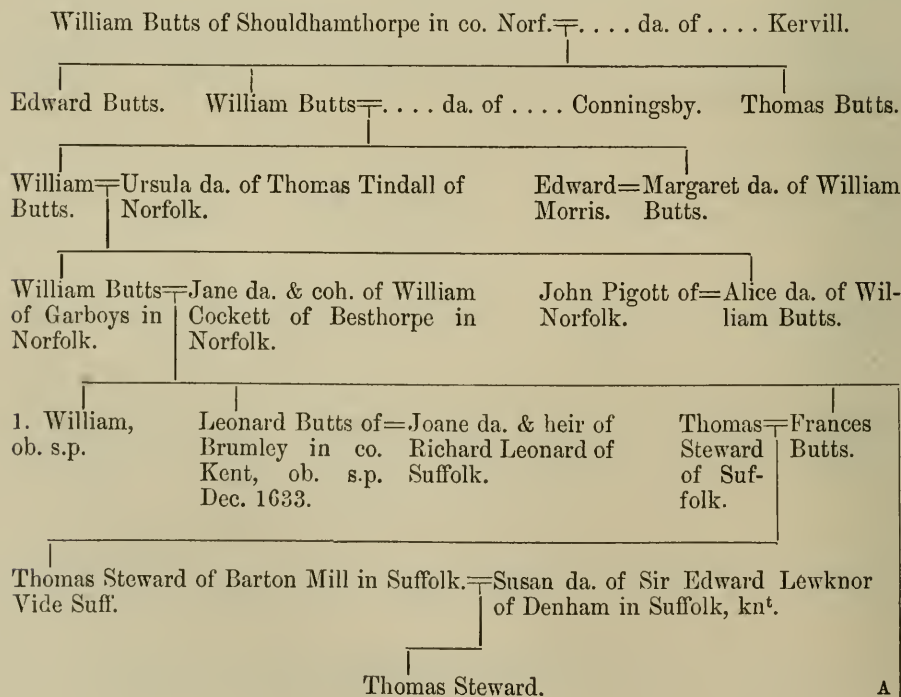 William Butts of Shouldhamthorpe in co. Norf.=. . . . da. of . . . . Kervill.
Edward Butts. William Butts=. . . . da. of . . . . Conningsby. Thomas Butts.
William=Ursula da. of Thomas Tindall of Edward=Margaret da. of William
Butts. Norfolk. Morris. Butts.
William Butts=Jane da. & coh. of William John Pigott of=Alice da. of Wil-
of Garboys in Cockett of Besthorpe in Norfolk. liam Butts.
Norfolk. Norfolk.
1. William, Leonard Butts of=Joane da. & heir of Thomas=Frances
ob. s.p. Brumley in co. Richard Leonard of Steward Butts.
Kent, ob. s.p. Suffolk. of Suf-
Dec. 1633. folk.
Thomas Steward of Barton Mill in Suffolk.=Susan da. of Sir Edward Lewknor
Vide Suff. of Denham in Suffolk, knᵗ.
Thomas Steward. A